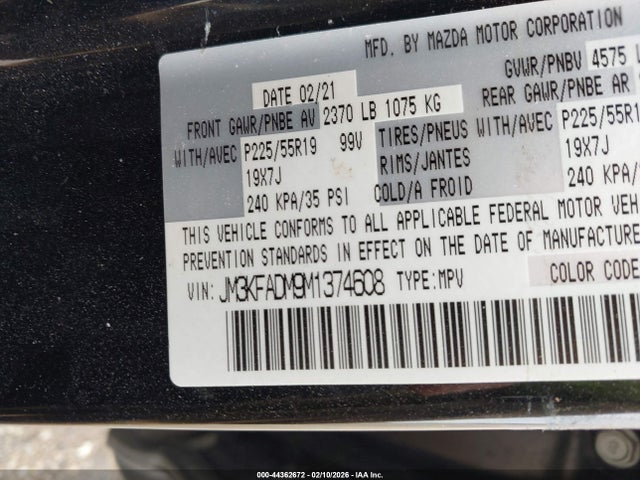 MFD. BY MAZDA MOTOR CORPORATION
DATE 02/21 GVWR/PNBV 4575
FRONT GAWR/PNBE AV 2370 LB 1075 KG REAR GAWR/PNBE AR
WITH/AVEC P225/55R19 99V TIRES/PNEUS WITH/AVEC P225/55R1
19X7J RIMS/JANTES 19X7J
240 KPA/35 PSI COLD/A FROID 240 KPA/
THIS VEHICLE CONFORMS TO ALL APPLICABLE FEDERAL MOTOR VEH
PREVENTION STANDARDS IN EFFECT ON THE DATE OF MANUFACTURE
VIN: JM3KFADM9M1374608 TYPE:MPV COLOR CODE
000-44362672 - 02/10/2026 - IAA Inc.